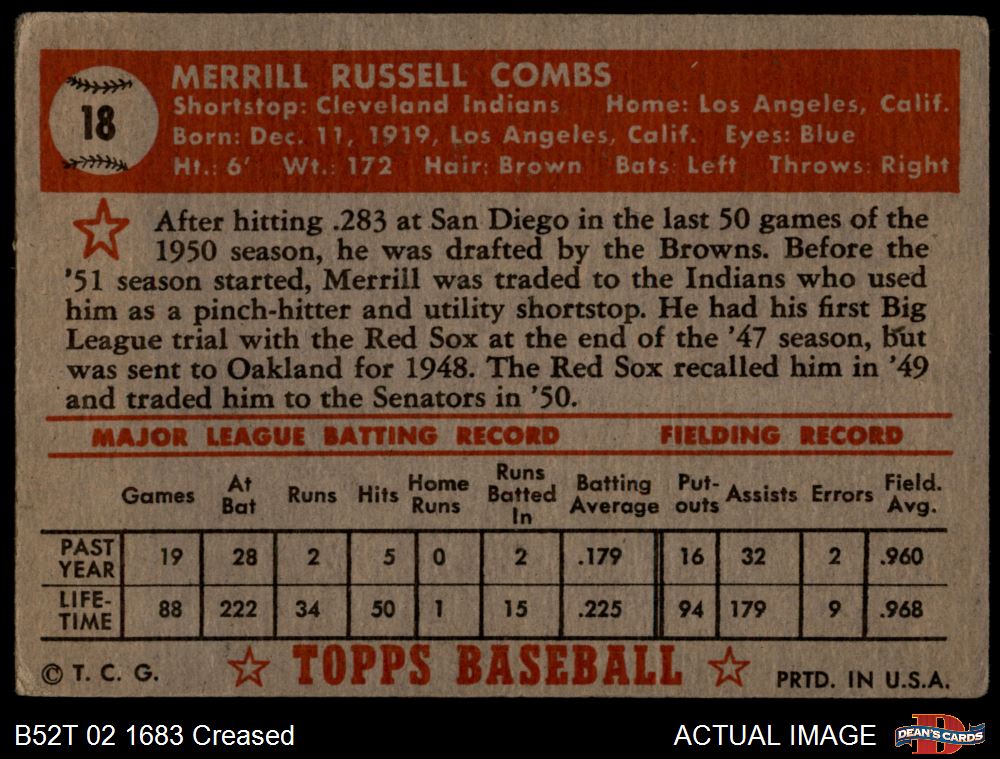 18
MERRILL RUSSELL COMBS
Shortstop: Cleveland Indians Home: Los Angeles, Calif.
Born: Dec. 11, 1919, Los Angeles, Calif. Eyes: Blue
Ht.: 6' Wt.: 172 Hair: Brown Bats: Left Throws: Right
After hitting .283 at San Diego in the last 50 games of the
1950 season, he was drafted by the Browns. Before the
'51 season started, Merrill was traded to the Indians who used
him as a pinch-hitter and utility shortstop. He had his first Big
League trial with the Red Sox at the end of the '47 season, but
was sent to Oakland for 1948. The Red Sox recalled him in '49
and traded him to the Senators in '50.
MAJOR LEAGUE BATTING RECORD FIELDING RECORD
Games At Bat Runs Hits Home Runs Runs Batted In Batting Average Put-outs Assists Errors Field. Avg.
PAST YEAR 19 28 2 5 0 2 .179 16 32 2 .960
LIFE-TIME 88 222 34 50 1 15 .225 94 179 9 .968
© T. C. G. TOPPS BASEBALL PRTD. IN U.S.A.
B52T 02 1683 Creased ACTUAL IMAGE D DEAN'S CARDS